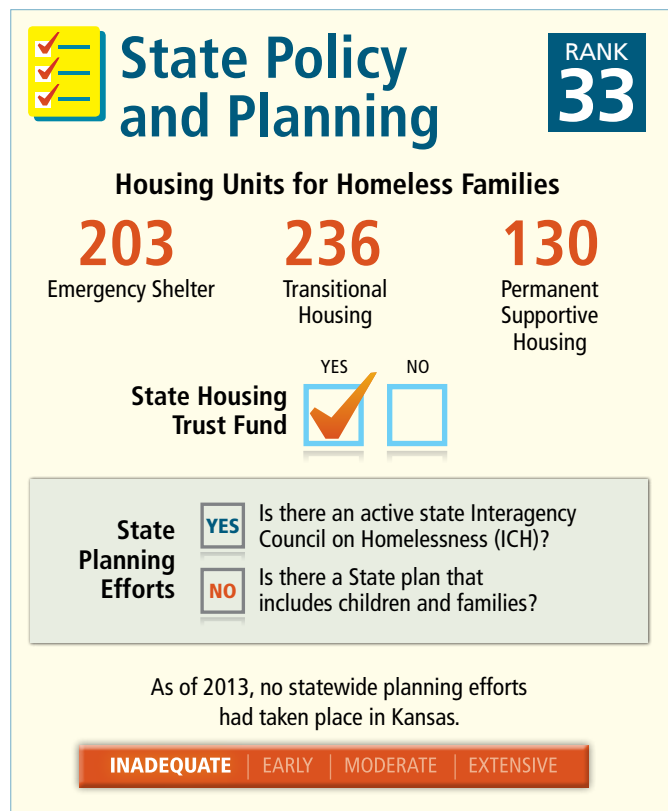 State Policy
and Planning
RANK
33
Housing Units for Homeless Families
203
Emergency Shelter
236
Transitional
Housing
130
Permanent
Supportive
Housing
State Housing
Trust Fund
YES
NO
State
Planning
Efforts
YES
Is there an active state Interagency
Council on Homelessness (ICH)?
NO
Is there a State plan that
includes children and families?
As of 2013, no statewide planning efforts
had taken place in Kansas.
INADEQUATE | EARLY | MODERATE | EXTENSIVE